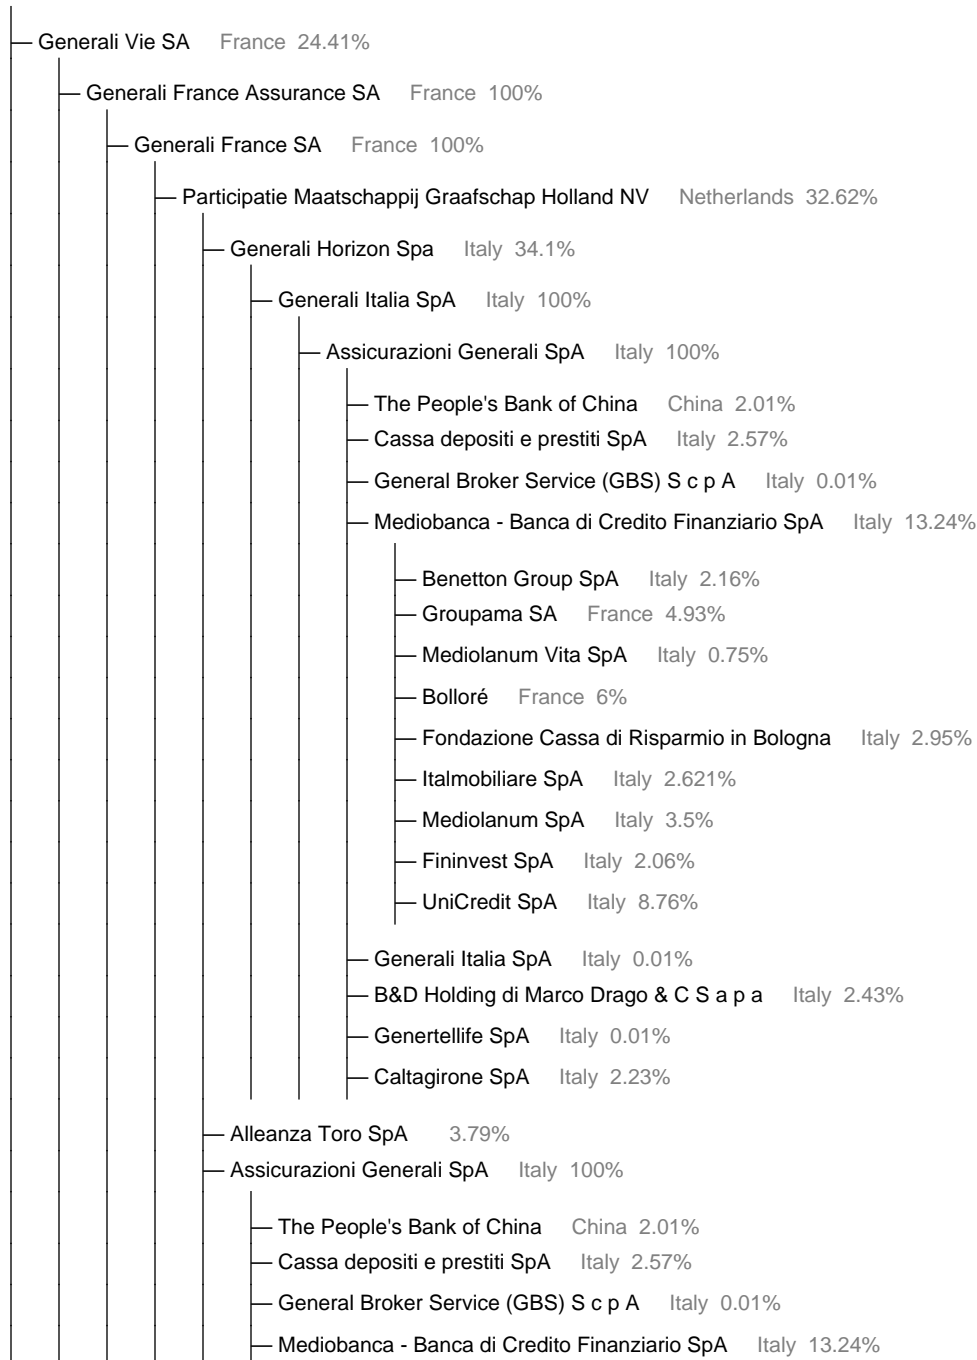 Generali Vie SA France 24.41%
Generali France Assurance SA France 100%
Generali France SA France 100%
Participatie Maatschappij Graafschap Holland NV Netherlands 32.62%
Generali Horizon Spa Italy 34.1%
Generali Italia SpA Italy 100%
Assicurazioni Generali SpA Italy 100%
The People's Bank of China China 2.01%
Cassa depositi e prestiti SpA Italy 2.57%
General Broker Service (GBS) S c p A Italy 0.01%
Mediobanca - Banca di Credito Finanziario SpA Italy 13.24%
Benetton Group SpA Italy 2.16%
Groupama SA France 4.93%
Mediolanum Vita SpA Italy 0.75%
Bolloré France 6%
Fondazione Cassa di Risparmio in Bologna Italy 2.95%
Italmobiliare SpA Italy 2.621%
Mediolanum SpA Italy 3.5%
Fininvest SpA Italy 2.06%
UniCredit SpA Italy 8.76%
Generali Italia SpA Italy 0.01%
B&D Holding di Marco Drago & C S a p a Italy 2.43%
Genertellife SpA Italy 0.01%
Caltagirone SpA Italy 2.23%
Alleanza Toro SpA 3.79%
Assicurazioni Generali SpA Italy 100%
The People's Bank of China China 2.01%
Cassa depositi e prestiti SpA Italy 2.57%
General Broker Service (GBS) S c p A Italy 0.01%
Mediobanca - Banca di Credito Finanziario SpA Italy 13.24%